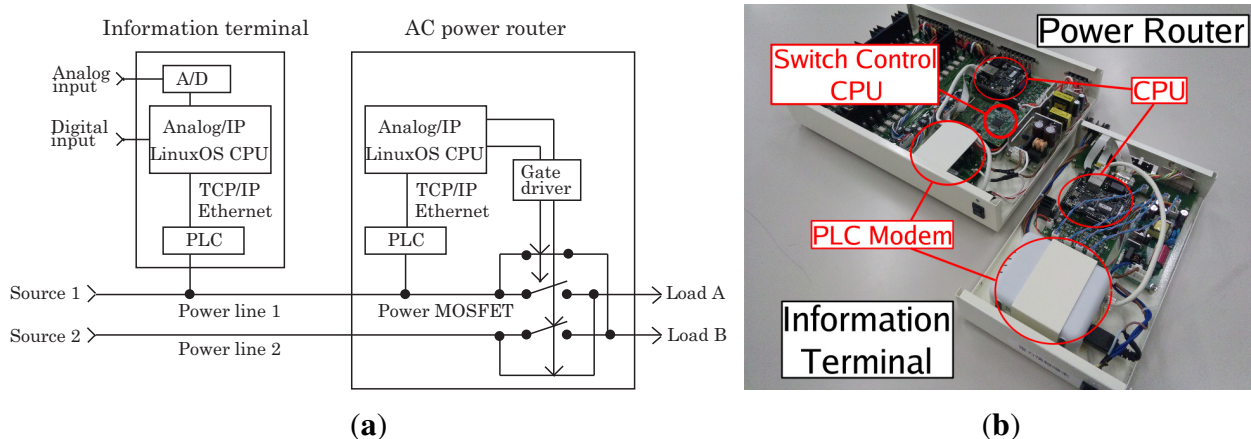 Information terminal
AC power router
Analog
input
A/D
Digital
input
Analog/IP
LinuxOS CPU
TCP/IP
Ethernet
PLC
Analog/IP
LinuxOS CPU
Gate
driver
TCP/IP
Ethernet
PLC
Source 1
Power line 1
Power MOSFET
Load A
Source 2
Power line 2
Load B
(a)
Power Router
Switch Control
CPU
CPU
PLC Modem
Information
Terminal
(b)